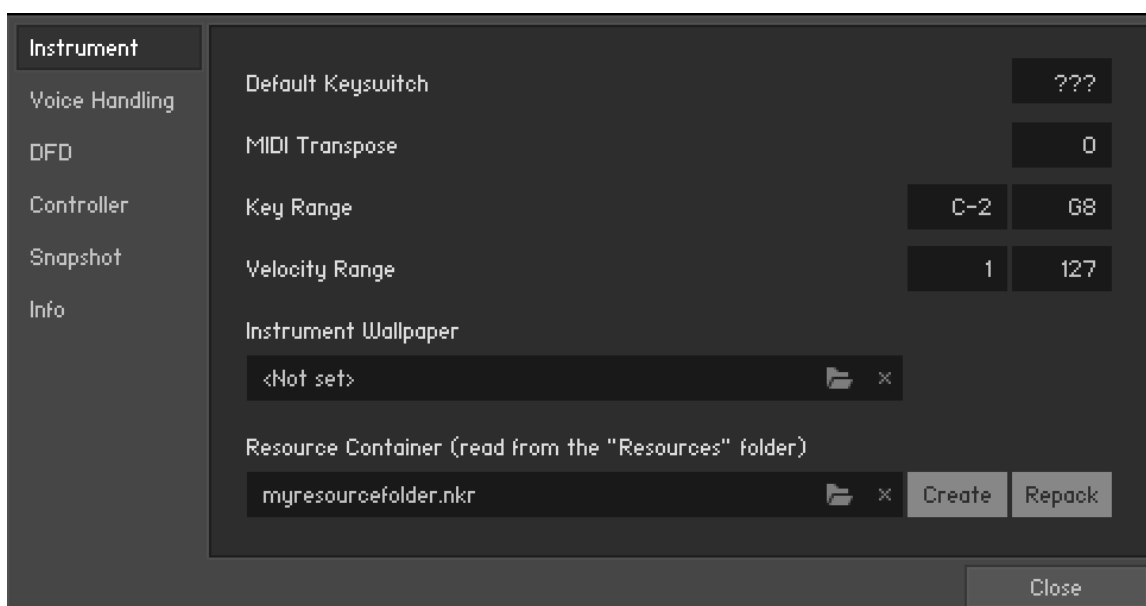 Instrument
Voice Handling
DFD
Controller
Snapshot
Info
Default Keyswitch ???
MIDI Transpose 0
Key Range C-2 G8
Velocity Range 1 127
Instrument Wallpaper
<Not set> ×
Resource Container (read from the "Resources" folder)
myresourcefolder.nkr × Create Repack
Close